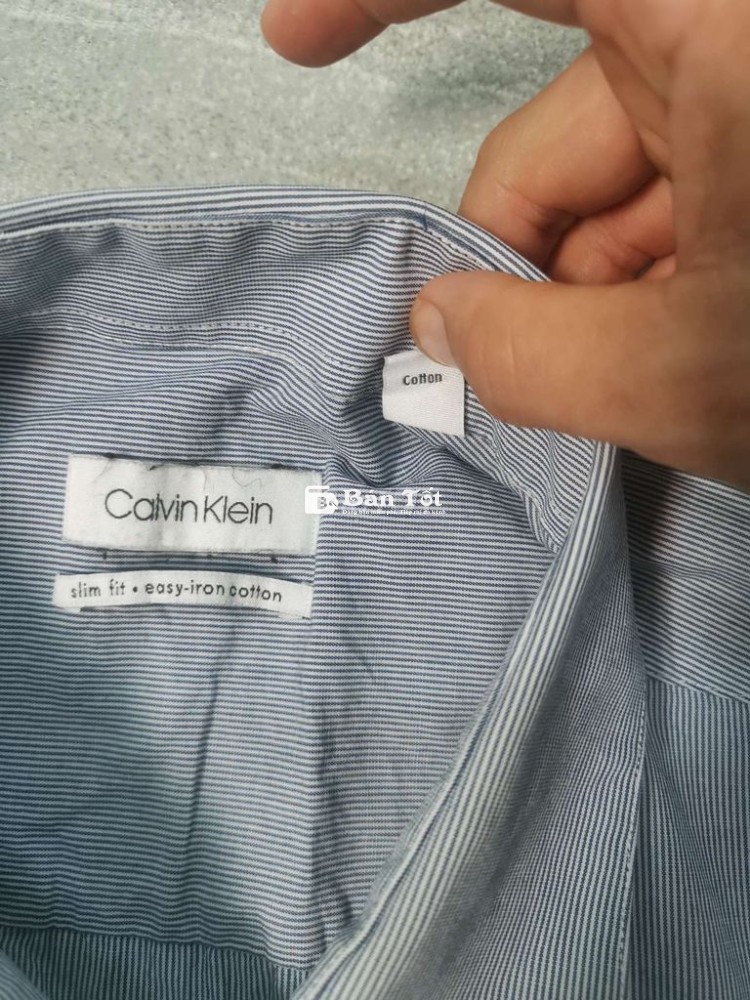 Cotton
Calvin Klein
Bán Tốt
slim fit • easy-iron cotton